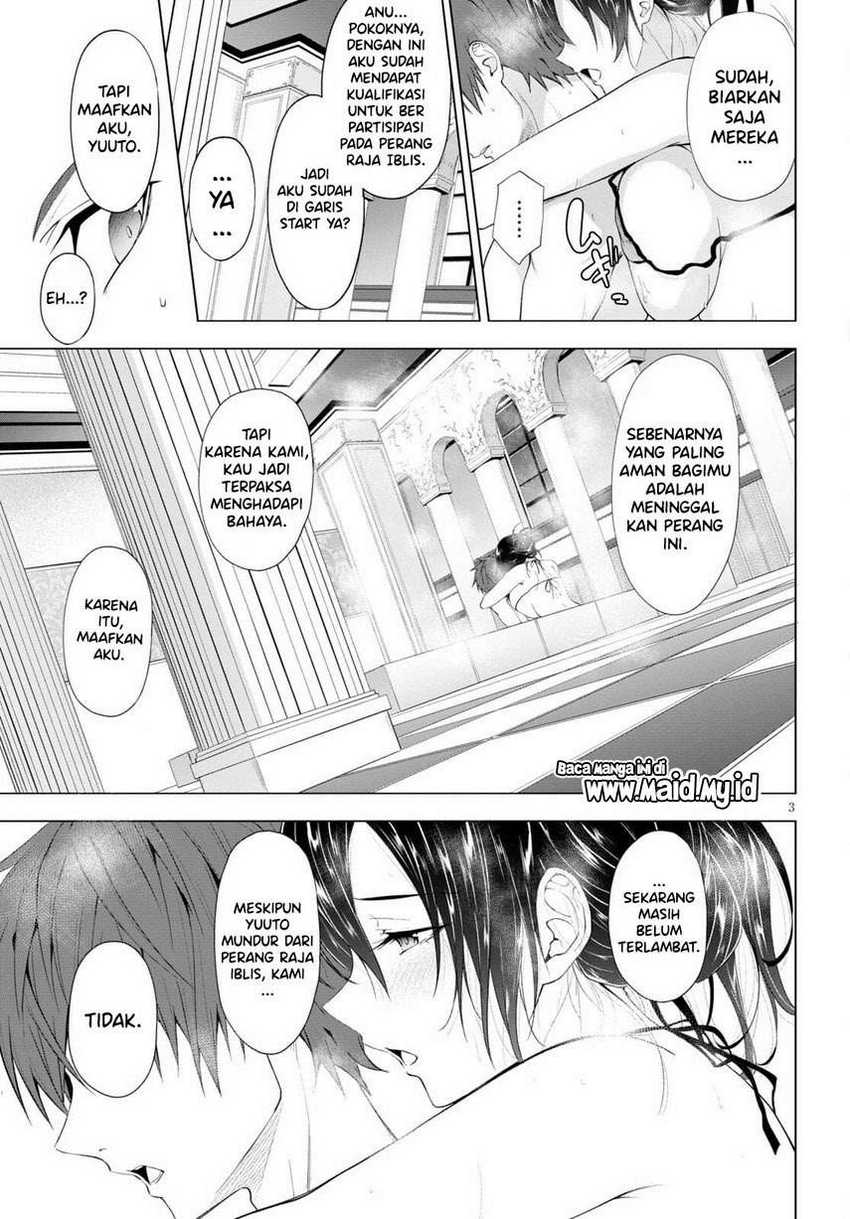 SUDAH,
BIARKAN
SAJA
MEREKA
...
......
ムギュ
ANU...
POKOKNYA,
DENGAN INI
AKU SUDAH
MENDAPAT
KUALIFIKASI
UNTUK BER
PARTISIPASI
PADA PERANG
RAJA IBLIS.
JADI
AKU SUDAH
DI GARIS
START YA?
...
YA
...
TAPI
MAAFKAN
AKU,
YUUTO.
EH...?
SEBENARNYA
YANG PALING
AMAN BAGIMU
ADALAH
MENINGGAL
KAN PERANG
INI.
TAPI
KARENA KAMI,
KAU JADI
TERPAKSA
MENGHADAPI
BAHAYA.
KARENA
ITU,
MAAFKAN
AKU.
Baca Manga ini di
www.Maid.My.id
3
...
SEKARANG
MASIH
BELUM
TERLAMBAT.
MESKIPUN
YUUTO
MUNDUR DARI
PERANG RAJA
IBLIS, KAMI
...
TIDAK.